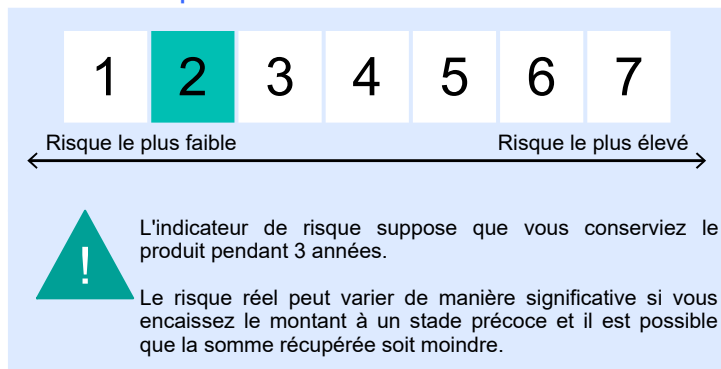 1 2 3 4 5 6 7
Risque le plus faible Risque le plus élevé
L'indicateur de risque suppose que vous conserviez le
produit pendant 3 années.
!
Le risque réel peut varier de manière significative si vous
encaissez le montant à un stade précoce et il est possible
que la somme récupérée soit moindre.